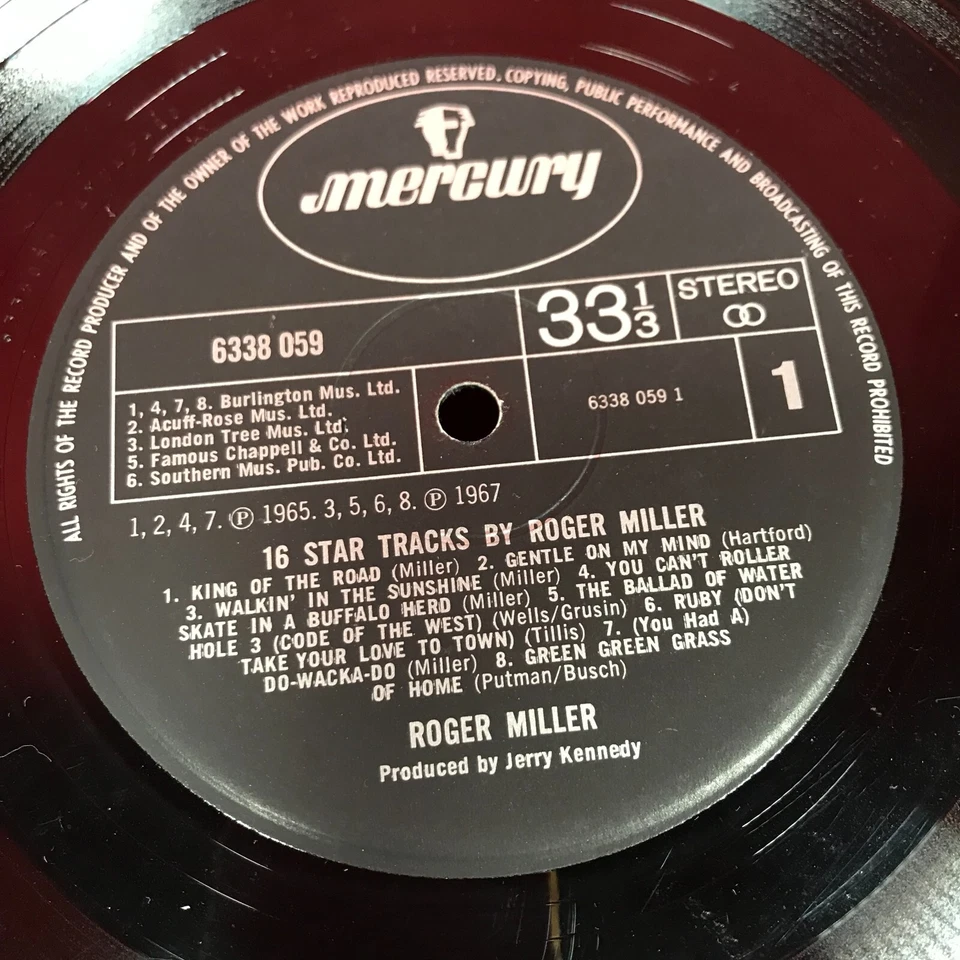 ALL RIGHTS OF THE RECORD PRODUCER AND OF THE OWNER OF THE WORK REPRODUCED RESERVED. COPYING, PUBLIC PERFORMANCE AND BROADCASTING OF THIS RECORD PROHIBITED
mercury
6338 059
33 1/3
STEREO
1, 4, 7, 8. Burlington Mus. Ltd.
2. Acuff-Rose Mus. Ltd.
3. London Tree Mus. Ltd.
5. Famous Chappell & Co. Ltd.
6. Southern Mus. Pub. Co. Ltd.
6338 059 1
1
1, 2, 4, 7. ℗ 1965. 3, 5, 6, 8. ℗ 1967
16 STAR TRACKS BY ROGER MILLER
1. KING OF THE ROAD (Miller) 2. GENTLE ON MY MIND (Hartford)
3. WALKIN' IN THE SUNSHINE (Miller) 4. YOU CAN'T ROLLER
SKATE IN A BUFFALO HERD (Miller) 5. THE BALLAD OF WATER
HOLE 3 (CODE OF THE WEST) (Wells/Grusin) 6. RUBY (DON'T
TAKE YOUR LOVE TO TOWN) (Tillis) 7. (You Had A)
DO-WACKA-DO (Miller) 8. GREEN GREEN GRASS
OF HOME (Putman/Busch)
ROGER MILLER
Produced by Jerry Kennedy